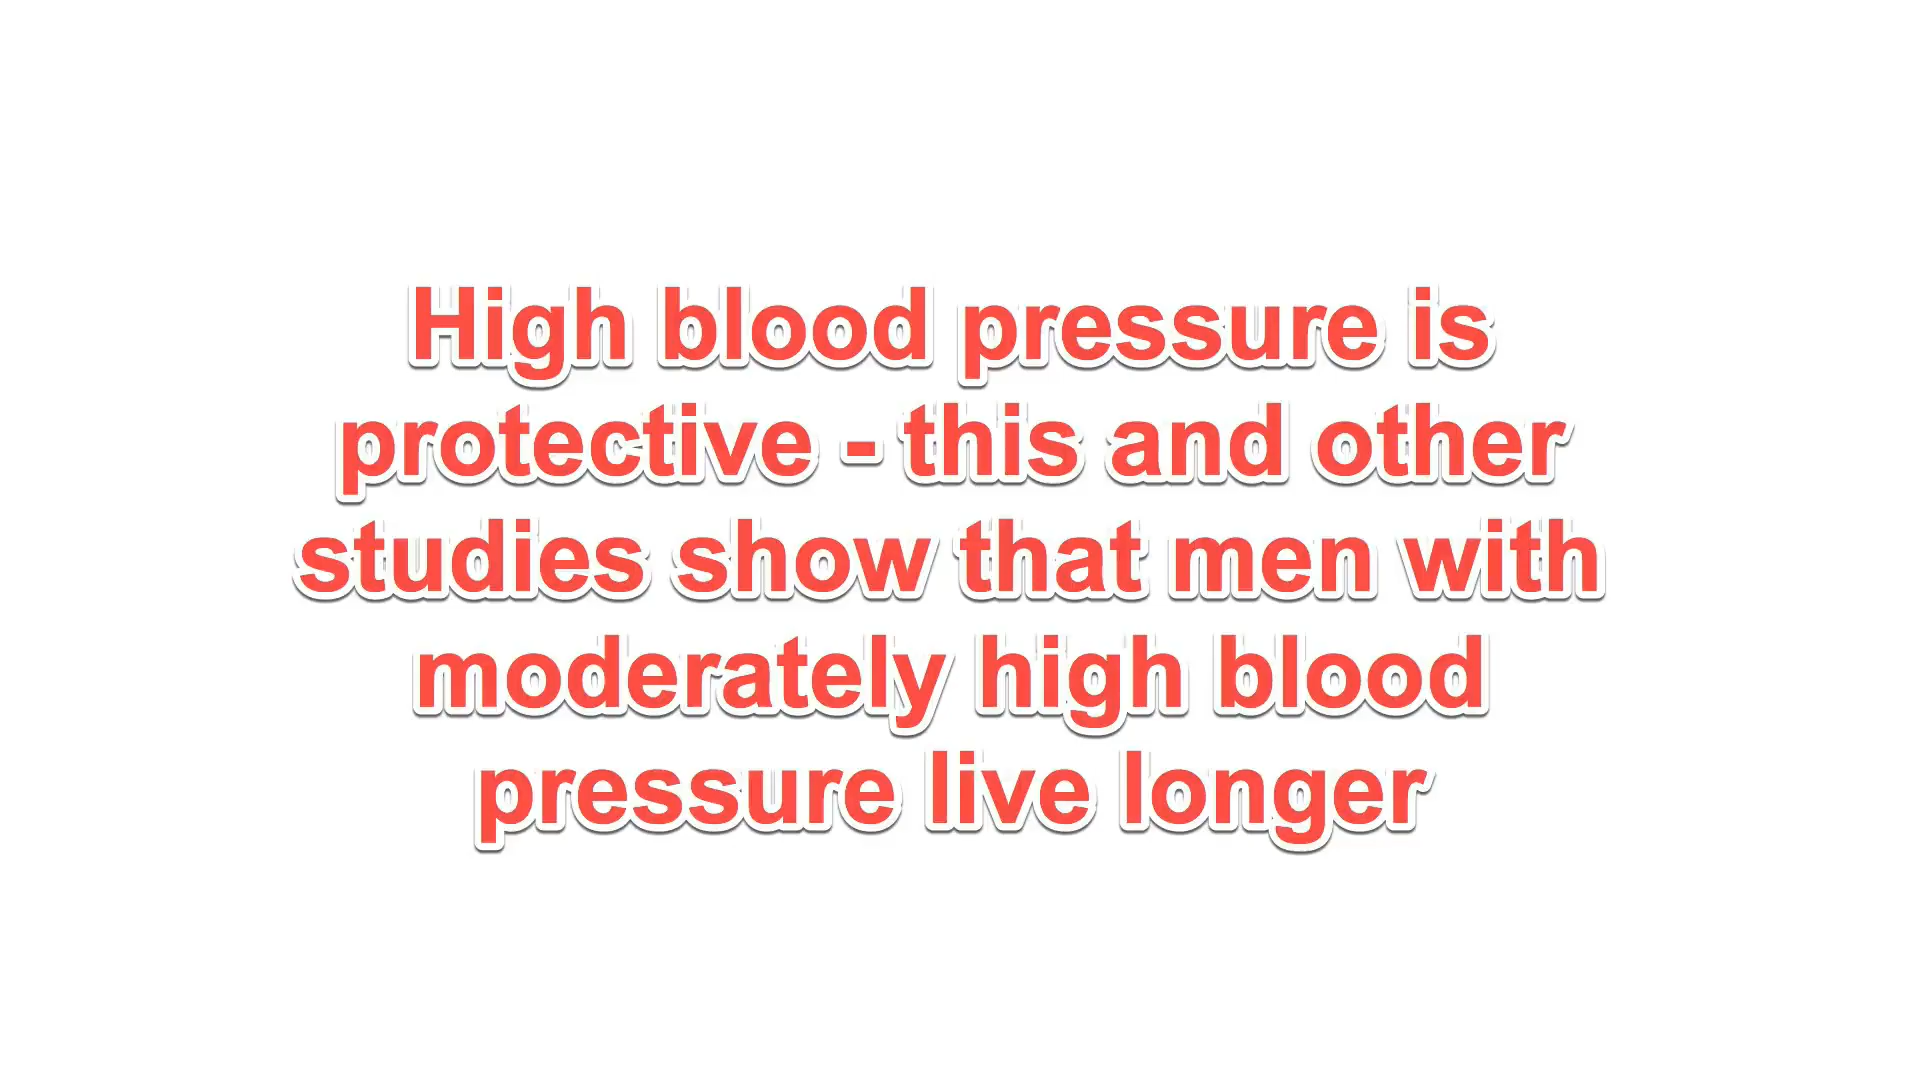 High blood pressure is
protective - this and other
studies show that men with
moderately high blood
pressure live longer